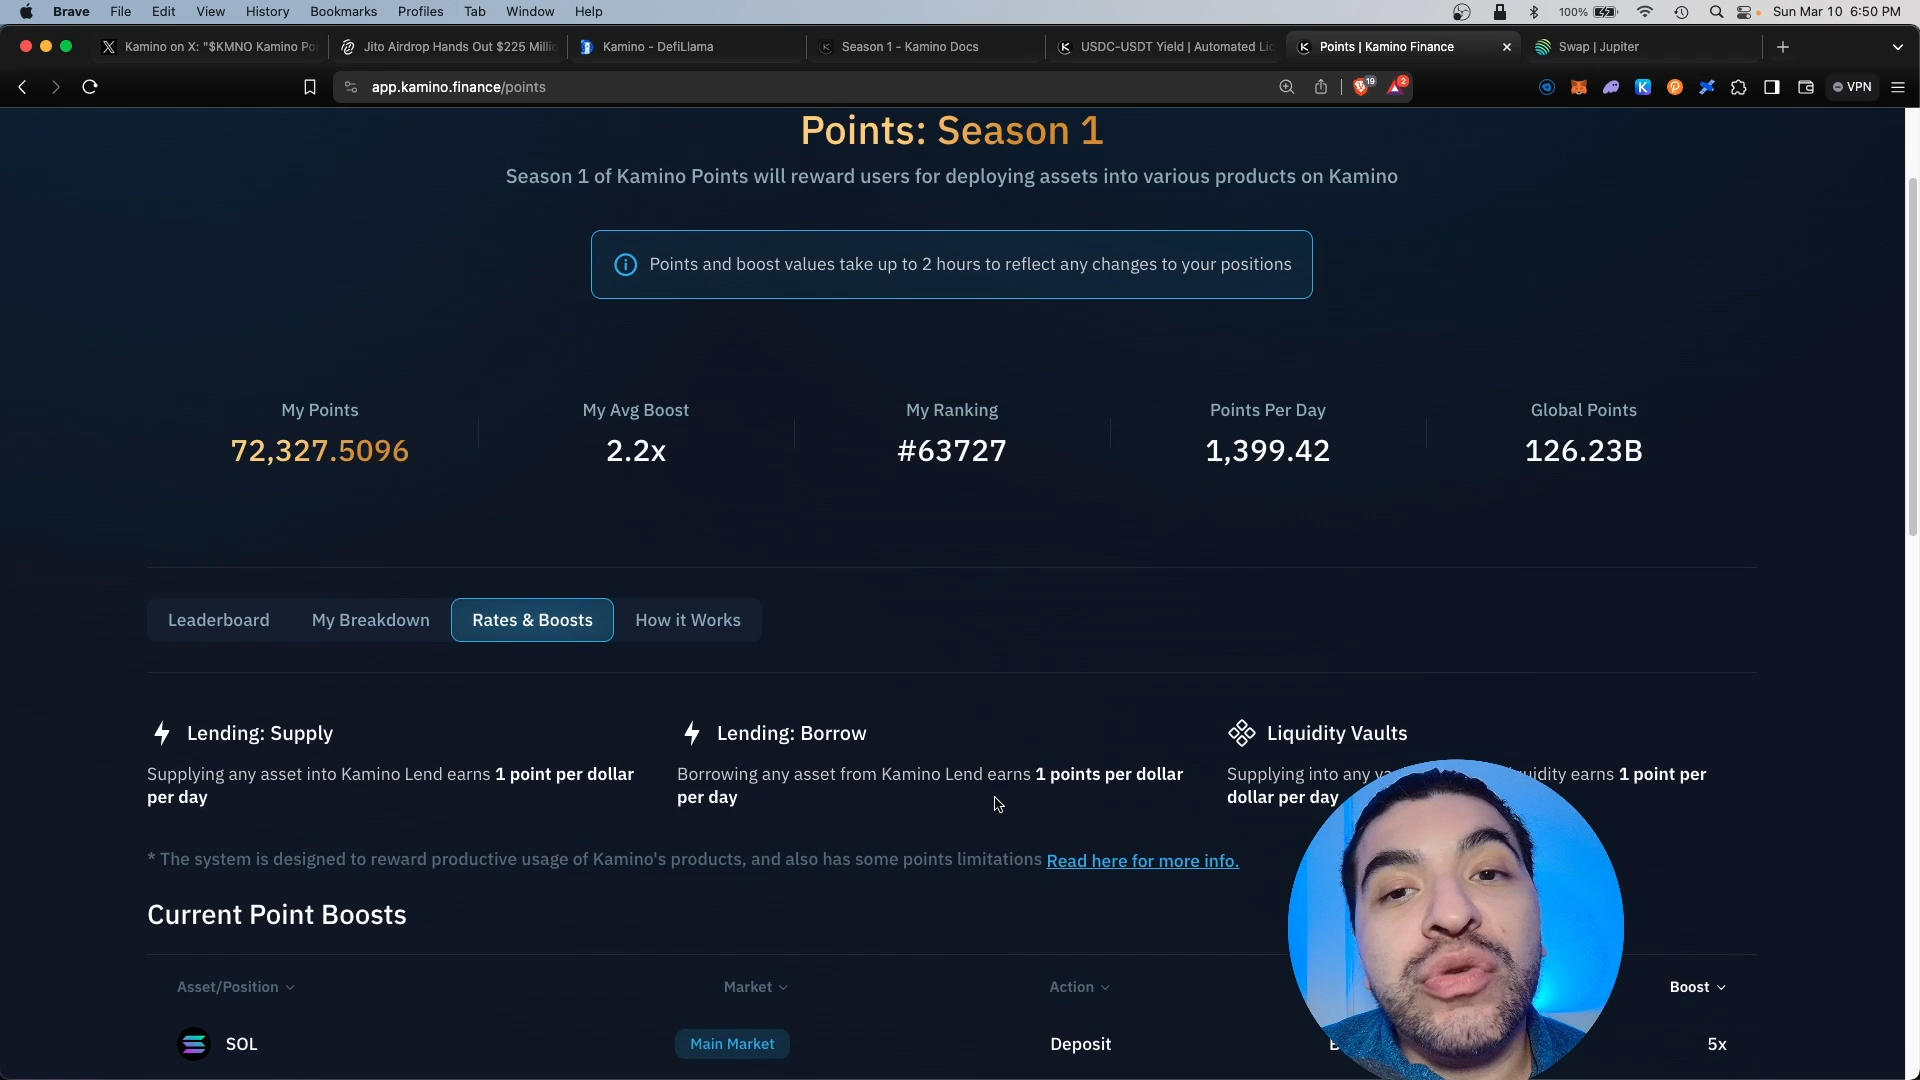 Brave File Edit View History Bookmarks Profiles Tab Window Help 100% Sun Mar 10 6:50 PM
Kamino on X: "$KMNO Kamino Po Jito Airdrop Hands Out $225 Millio Kamino - DefiLlama Season 1 - Kamino Docs USDC-USDT Yield | Automated Li Points | Kamino Finance Swap | Jupiter
app.kamino.finance/points 19 2 VPN
Points: Season 1
Season 1 of Kamino Points will reward users for deploying assets into various products on Kamino
Points and boost values take up to 2 hours to reflect any changes to your positions
My Points My Avg Boost My Ranking Points Per Day Global Points
72,327.5096 2.2x #63727 1,399.42 126.23B
Leaderboard My Breakdown Rates & Boosts How it Works
Lending: Supply
Supplying any asset into Kamino Lend earns 1 point per dollar
per day
Lending: Borrow
Borrowing any asset from Kamino Lend earns 1 points per dollar
per day
Liquidity Vaults
Supplying into any earns 1 point per
dollar per day
* The system is designed to reward productive usage of Kamino's products, and also has some points limitations Read here for more info.
Current Point Boosts
Asset/Position Market Action Boost
SOL Main Market Deposit 5x